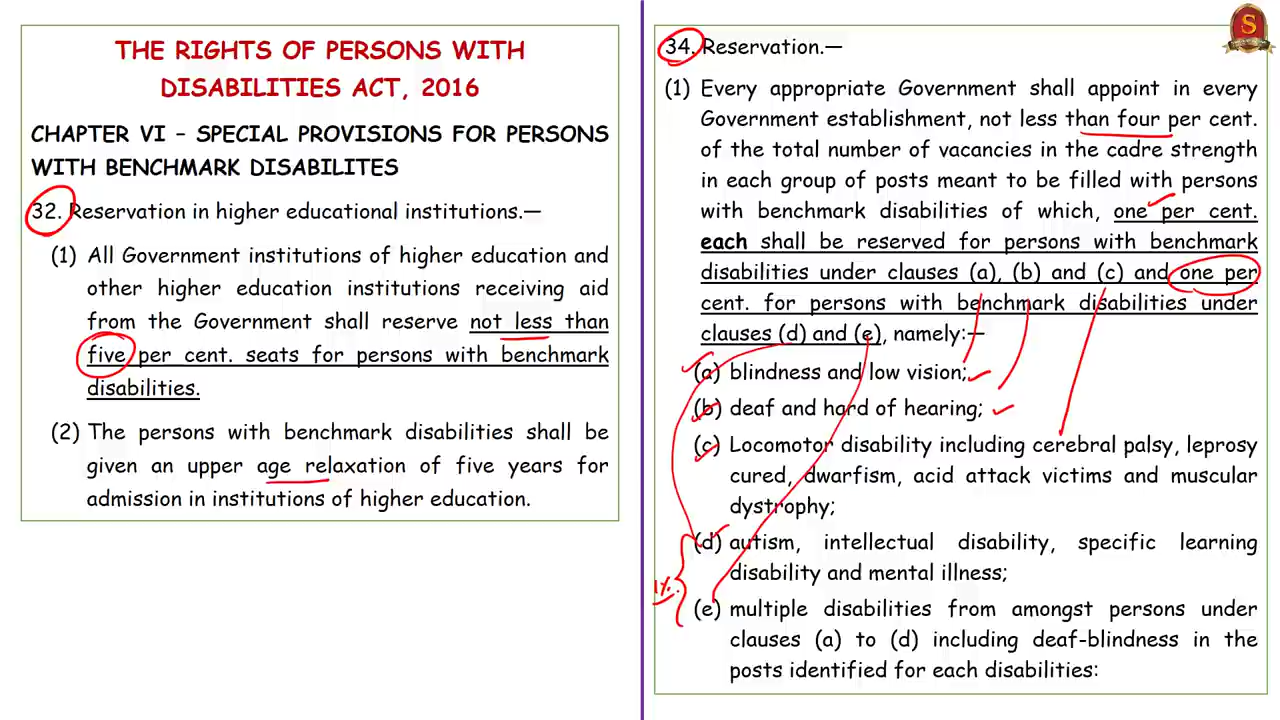 THE RIGHTS OF PERSONS WITH
DISABILITIES ACT, 2016
CHAPTER VI – SPECIAL PROVISIONS FOR PERSONS
WITH BENCHMARK DISABILITES
32. Reservation in higher educational institutions.—
(1) All Government institutions of higher education and
other higher education institutions receiving aid
from the Government shall reserve not less than
five per cent. seats for persons with benchmark
disabilities.
(2) The persons with benchmark disabilities shall be
given an upper age relaxation of five years for
admission in institutions of higher education.
S
34. Reservation.—
(1) Every appropriate Government shall appoint in every
Government establishment, not less than four per cent.
of the total number of vacancies in the cadre strength
in each group of posts meant to be filled with persons
with benchmark disabilities of which, one per cent.
each shall be reserved for persons with benchmark
disabilities under clauses (a), (b) and (c) and one per
cent. for persons with benchmark disabilities under
clauses (d) and (e), namely:—
(a) blindness and low vision;
(b) deaf and hard of hearing;
(c) Locomotor disability including cerebral palsy, leprosy
cured, dwarfism, acid attack victims and muscular
dystrophy;
(d) autism, intellectual disability, specific learning
disability and mental illness;
1%.
(e) multiple disabilities from amongst persons under
clauses (a) to (d) including deaf-blindness in the
posts identified for each disabilities: